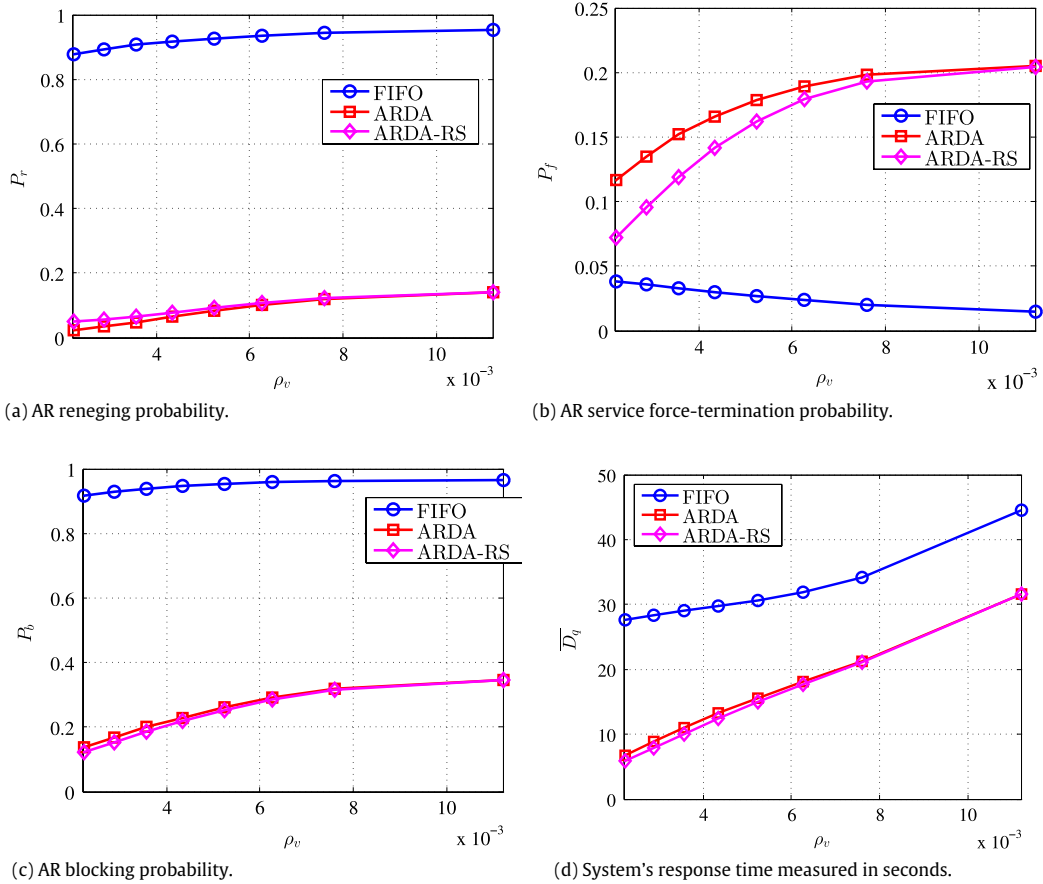 1
0.8
0.6
0.4
0.2
0
P_r
FIFO
ARDA
ARDA-RS
4
6
8
10
ρ_v
x 10⁻³
(a) AR reneging probability.
0.25
0.2
0.15
0.1
0.05
0
P_f
FIFO
ARDA
ARDA-RS
4
6
8
10
ρ_v
x 10⁻³
(b) AR service force-termination probability.
1
0.8
0.6
0.4
0.2
0
P_b
FIFO
ARDA
ARDA-RS
4
6
8
10
ρ_v
x 10⁻³
(c) AR blocking probability.
50
40
30
20
10
0
D̅_q
FIFO
ARDA
ARDA-RS
4
6
8
10
ρ_v
x 10⁻³
(d) System's response time measured in seconds.